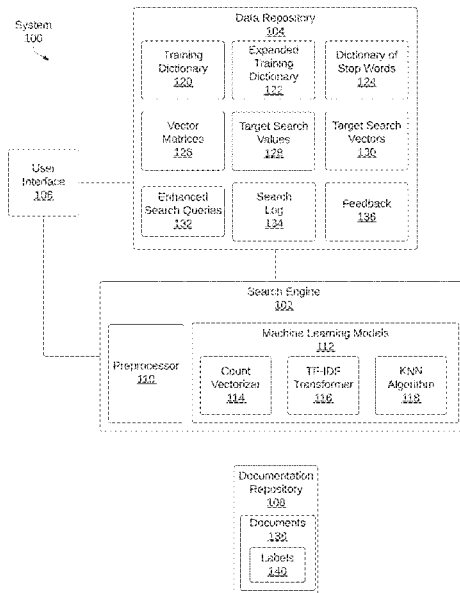 System
100
Data Repository
104
Training
Dictionary
120
Expanded
Training
Dictionary
122
Dictionary of
Stop Words
124
Vector
Matrices
126
Target Search
Values
128
Target Search
Vectors
130
Enhanced
Search Queries
132
Search
Log
134
Feedback
136
User
Interface
106
Search Engine
102
Preprocessor
110
Machine Learning Models
112
Count
Vectorizer
114
TF-IDF
Transformer
116
KNN
Algorithm
118
Documentation
Repository
108
Documents
138
Labels
140